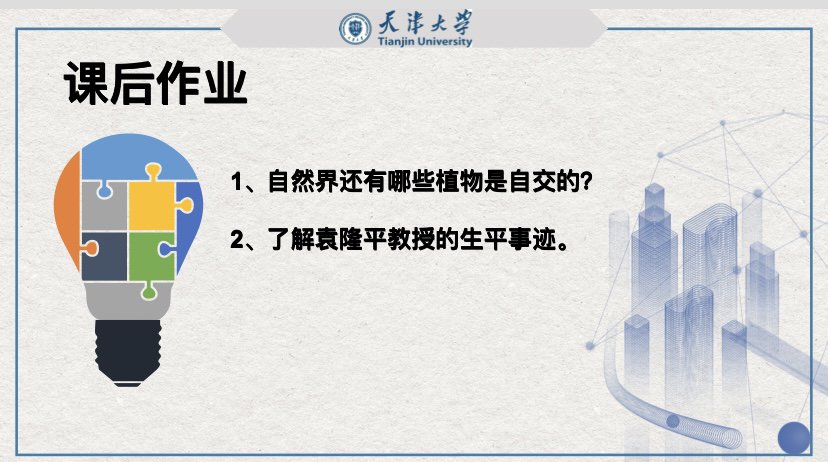 天津大学
Tianjin University
课后作业
1、自然界还有哪些植物是自交的?
2、了解袁隆平教授的生平事迹。